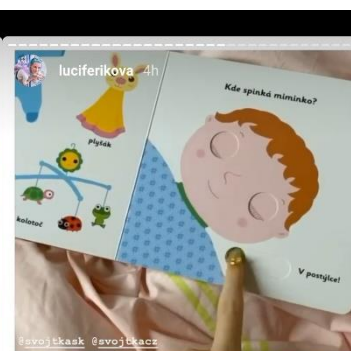 luciferikova 4h
Kde spinká miminko?
plyšák
kolotoč
V postýlce!
@svojtkask @svojtkacz